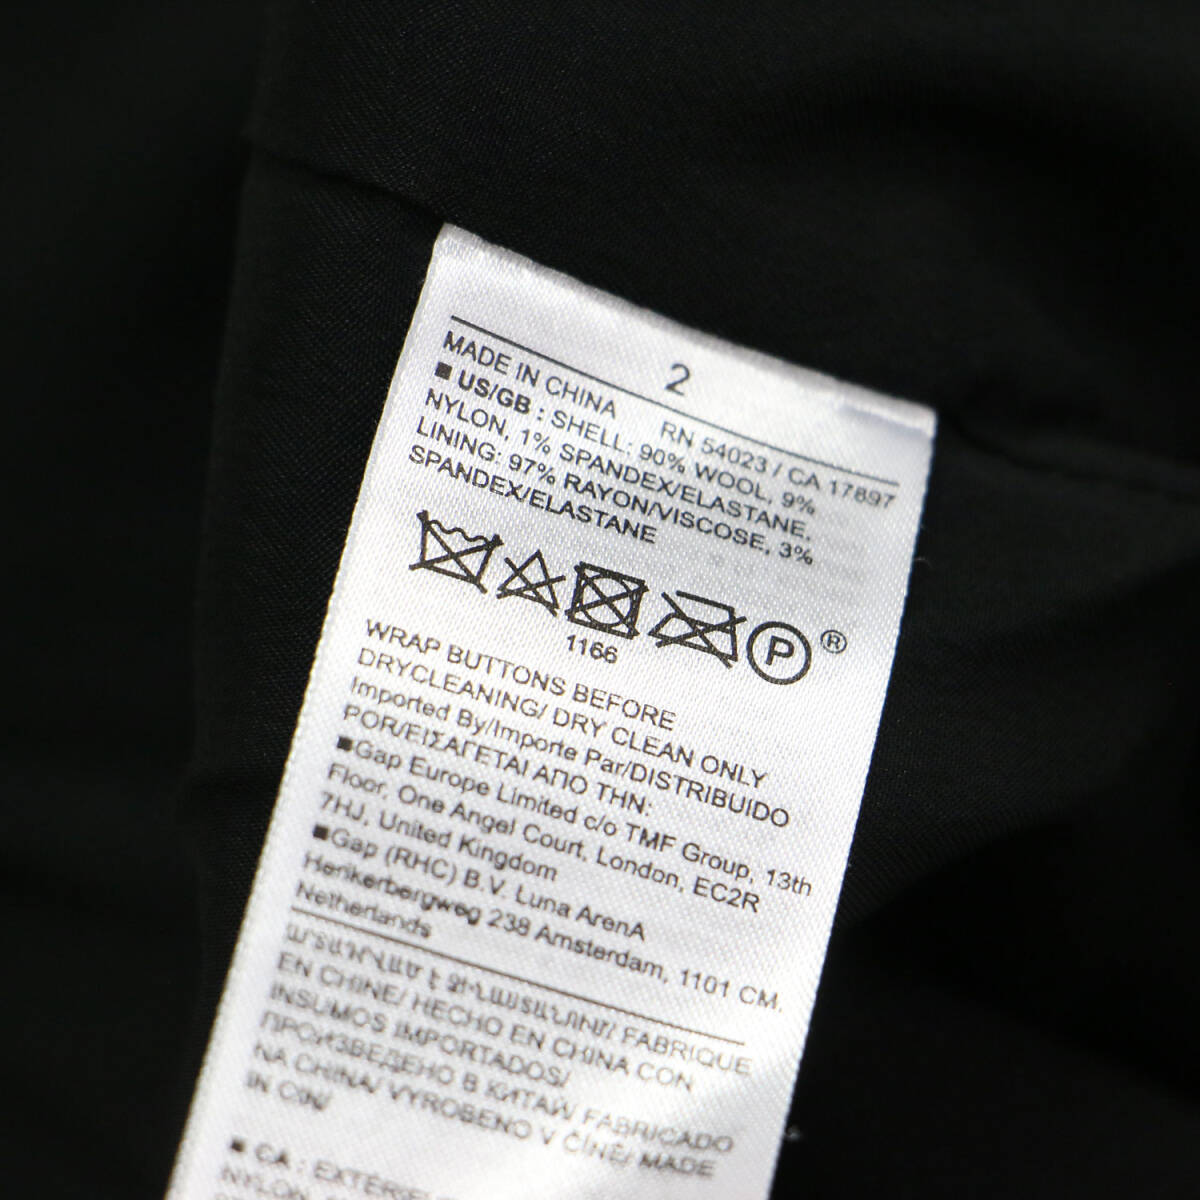 2
MADE IN CHINA RN 54023 / CA 17897
■ US/GB : SHELL: 90% WOOL, 9%
NYLON, 1% SPANDEX/ELASTANE,
LINING: 97% RAYON/VISCOSE, 3%
SPANDEX/ELASTANE
P ®
1166
WRAP BUTTONS BEFORE
DRYCLEANING/ DRY CLEAN ONLY
Imported By/Importe Par/DISTRIBUIDO
POR/ΕΙΣΑΓΕΤΑΙ ΑΠΟ ΤΗΝ:
■Gap Europe Limited c/o TMF Group, 13th
Floor, One Angel Court, London, EC2R
7HJ, United Kingdom
■Gap (RHC) B.V. Luna ArenA
Herikerbergweg 238 Amsterdam, 1101 CM.
Netherlands
FABRIQUE
EN CHINE/ HECHO EN CHINA CON
INSUMOS IMPORTADOS/
ПРОИЗВЕДЕНО В КИТАЙ/ FABRICADO
NA CHINA/ VYROBENO V ČÍNĚ/ MADE
IN ÇIN/
■ CA :
NYLON,